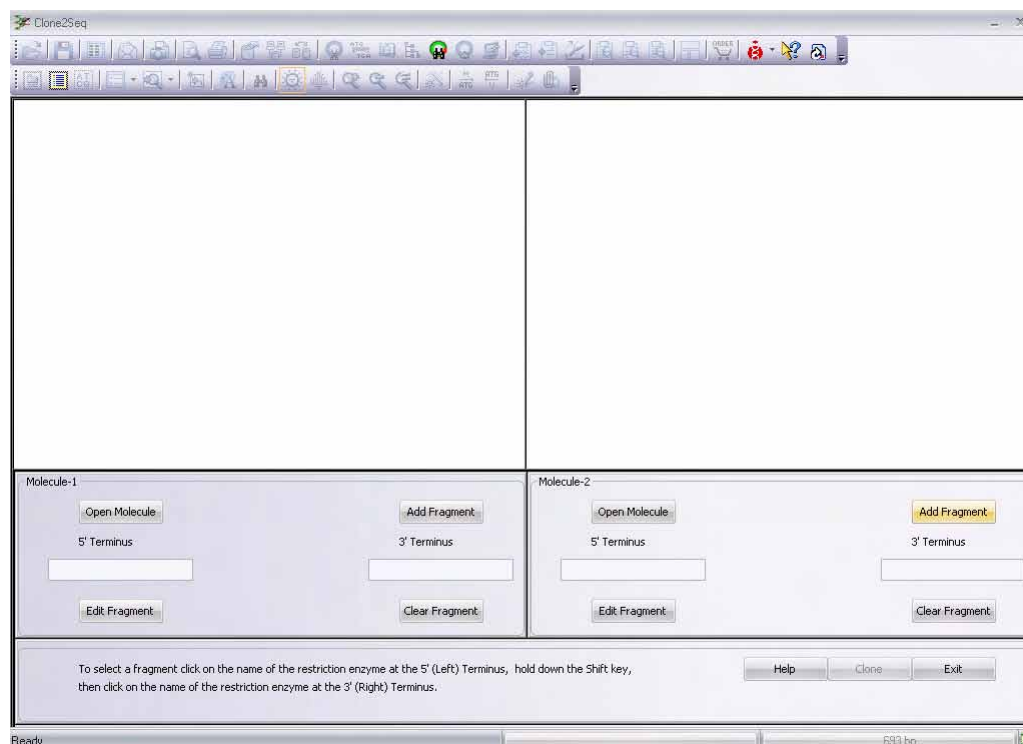 Clone2Seq
ORDER
Molecule-1
Open Molecule
Add Fragment
5' Terminus
3' Terminus
Edit Fragment
Clear Fragment
Molecule-2
Open Molecule
Add Fragment
5' Terminus
3' Terminus
Edit Fragment
Clear Fragment
To select a fragment click on the name of the restriction enzyme at the 5' (Left) Terminus, hold down the Shift key,
then click on the name of the restriction enzyme at the 3' (Right) Terminus.
Help
Clone
Exit
Ready
693 bp